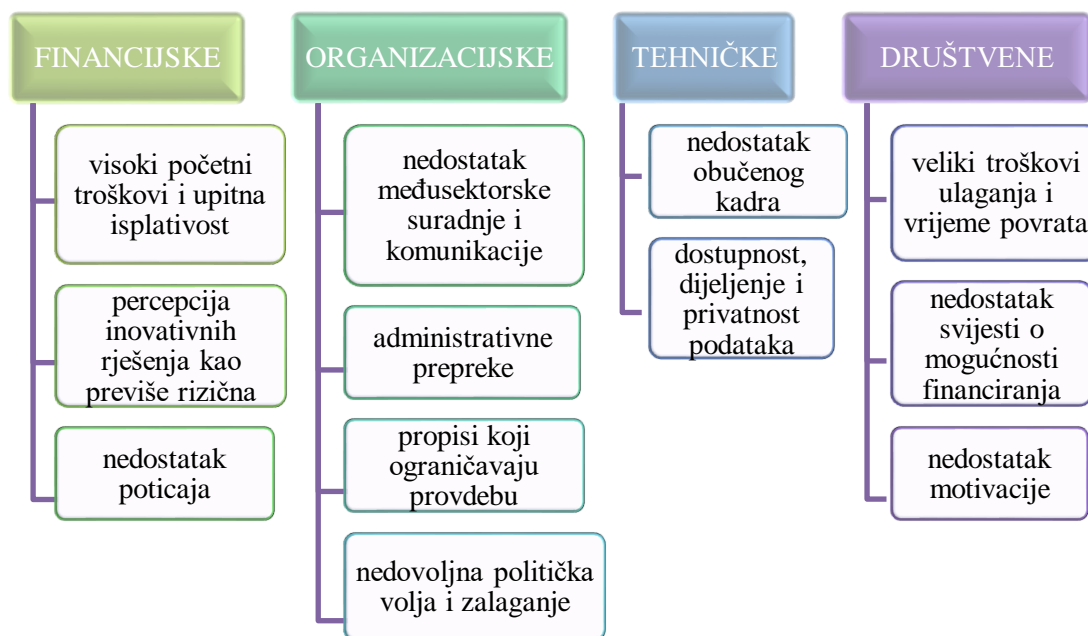 FINANCIJSKE
visoki početni
troškovi i upitna
isplativost
percepcija
inovativnih
rješenja kao
previše rizična
nedostatak
poticaja
ORGANIZACIJSKE
nedostatak
međusektorske
suradnje i
komunikacije
administrativne
prepreke
propisi koji
ograničavaju
provdebu
nedovoljna politička
volja i zalaganje
TEHNIČKE
nedostatak
obučenog
kadra
dostupnost,
dijeljenje i
privatnost
podataka
DRUŠTVENE
veliki troškovi
ulaganja i
vrijeme povrata
nedostatak
svijesti o
mogućnosti
financiranja
nedostatak
motivacije